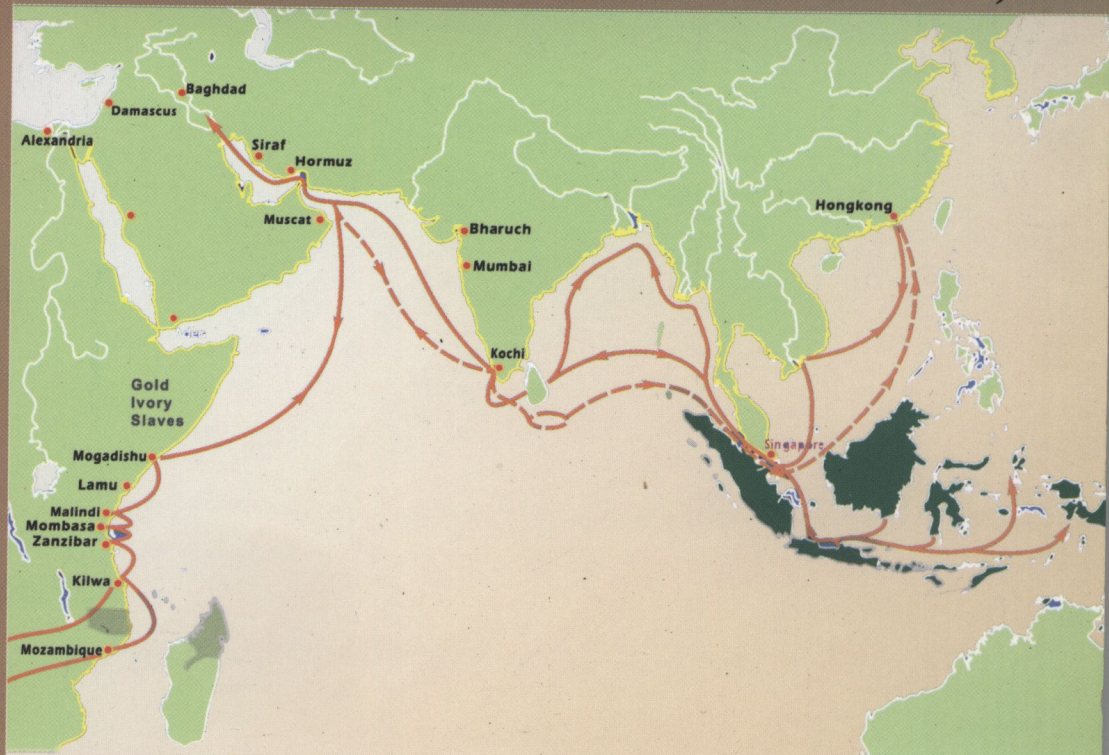 Baghdad
Damascus
Alexandria
Siraf
Hormuz
Muscat
Bharuch
Mumbai
Hongkong
Kochi
Gold
Ivory
Slaves
Singapore
Mogadishu
Lamu
Malindi
Mombasa
Zanzibar
Kilwa
Mozambique